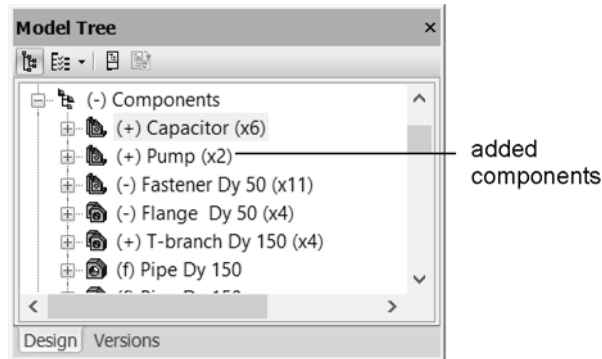 Model Tree
(-) Components
(+) Capacitor (x6)
(+) Pump (x2)
added
components
(-) Fastener Dy 50 (x11)
(-) Flange Dy 50 (x4)
(+) T-branch Dy 150 (x4)
(f) Pipe Dy 150
Design Versions